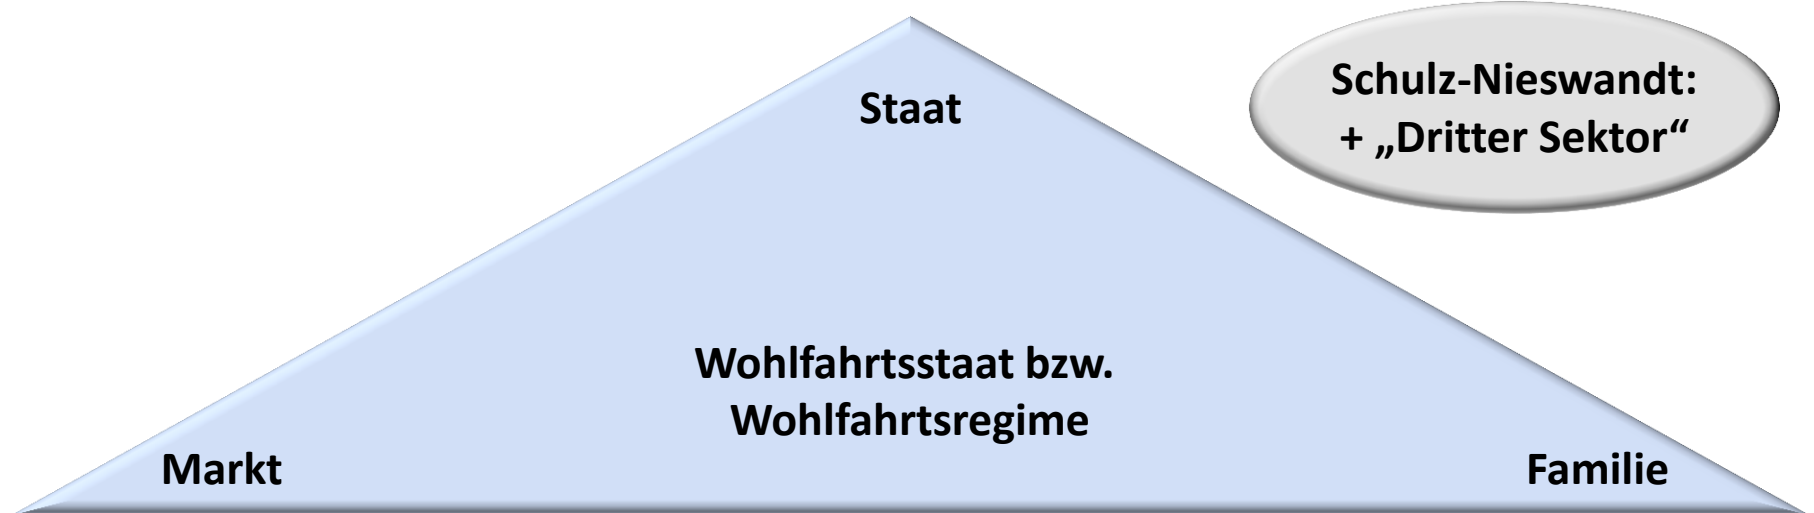 Schulz-Nieswandt:
+ „Dritter Sektor“
Staat
Wohlfahrtsstaat bzw.
Wohlfahrtsregime
Markt
Familie